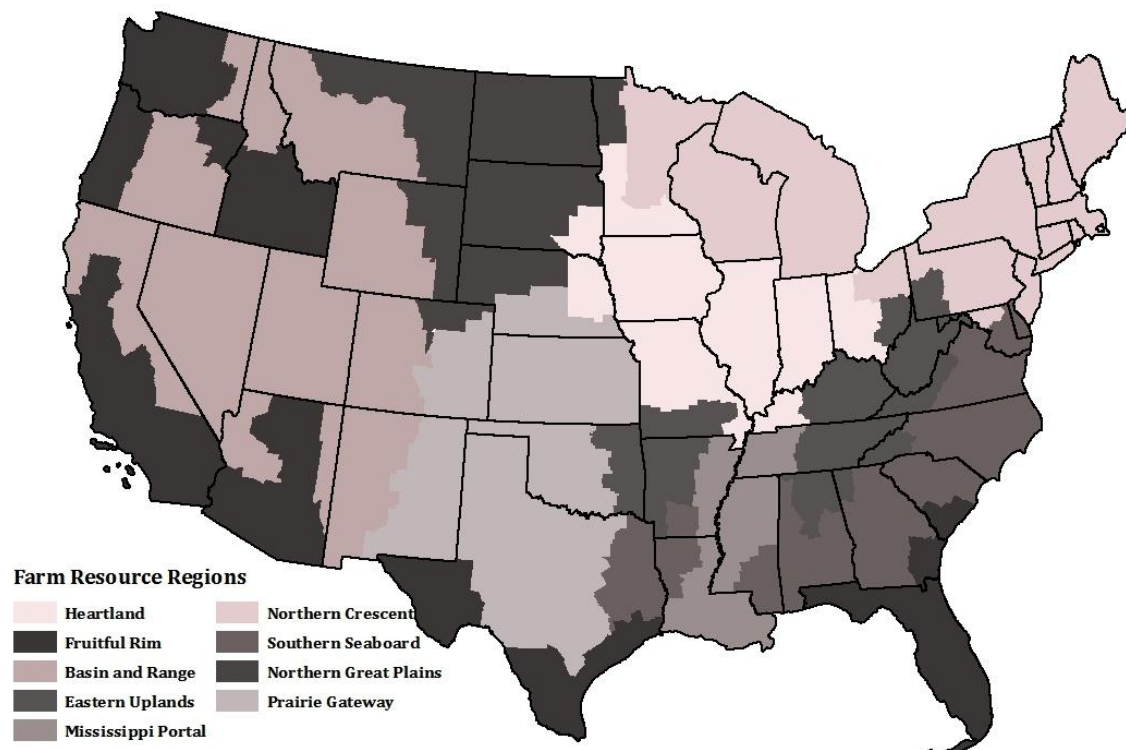 Farm Resource Regions
Heartland
Northern Crescent
Fruitful Rim
Southern Seaboard
Basin and Range
Northern Great Plains
Eastern Uplands
Prairie Gateway
Mississippi Portal